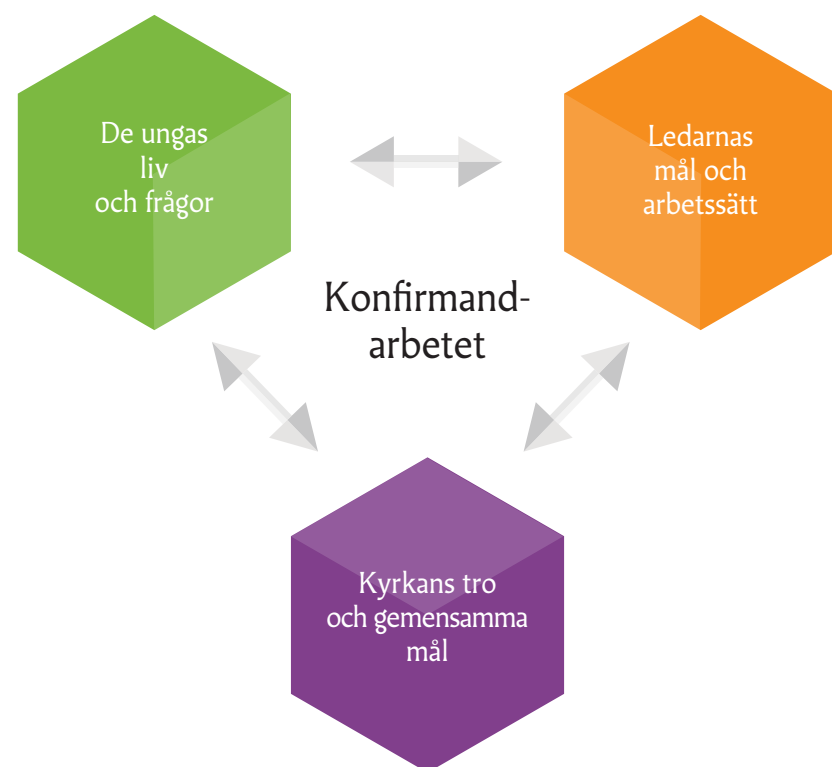 De ungas
liv
och frågor
Ledarnas
mål och
arbetssätt
Konfirmand-
arbetet
Kyrkans tro
och gemensamma
mål